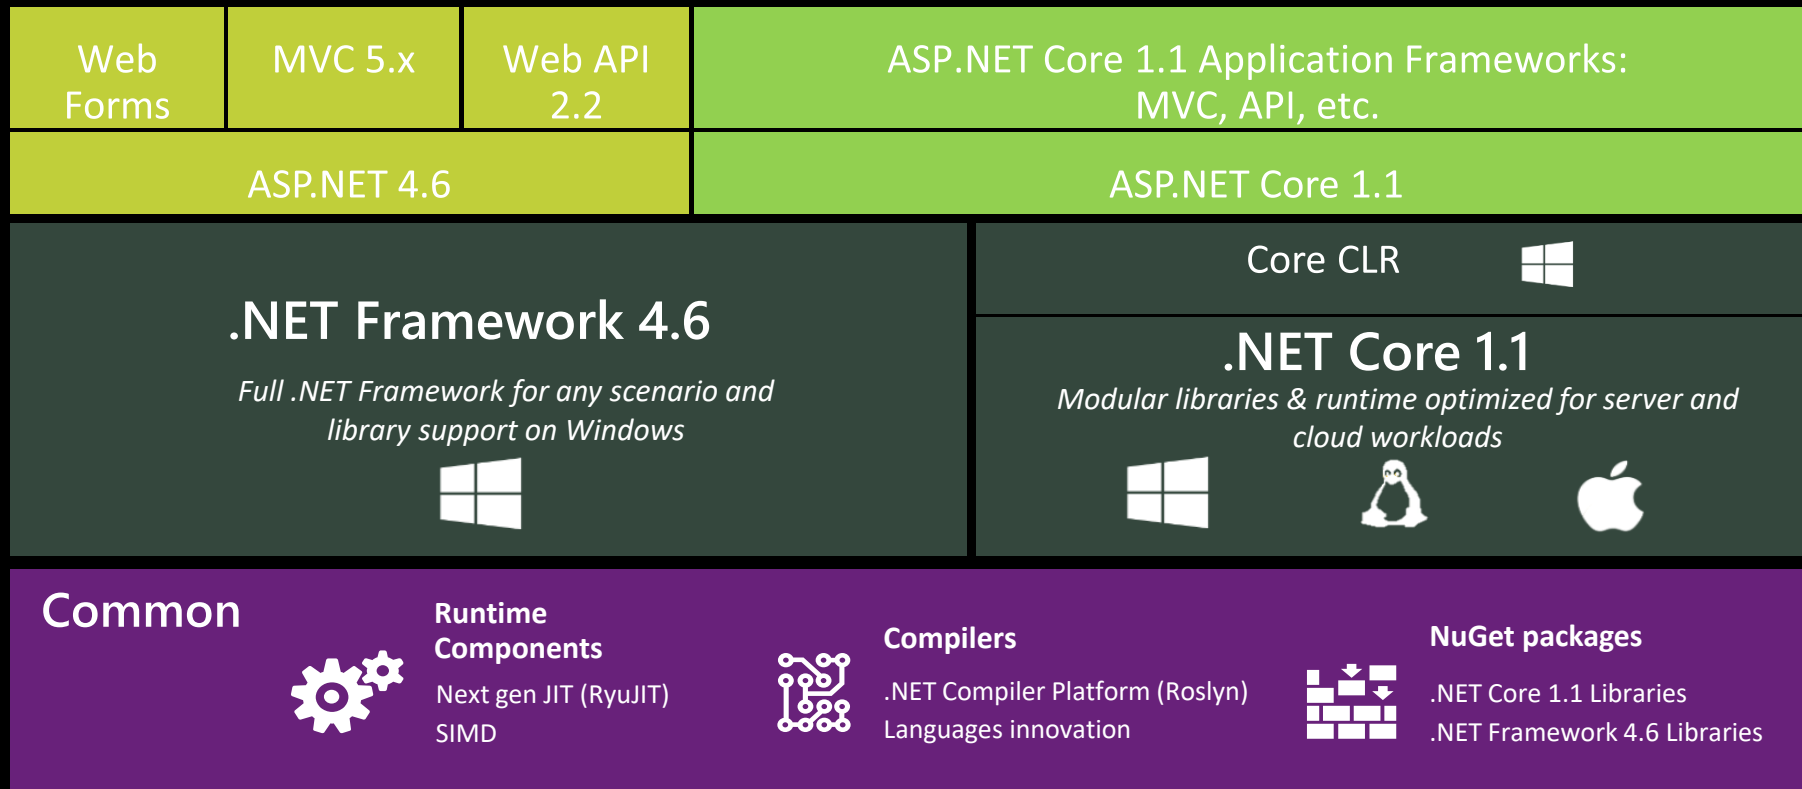 Web
Forms
MVC 5.x
Web API
2.2
ASP.NET Core 1.1 Application Frameworks:
MVC, API, etc.
ASP.NET 4.6
ASP.NET Core 1.1
.NET Framework 4.6
Full .NET Framework for any scenario and
library support on Windows
Core CLR
.NET Core 1.1
Modular libraries & runtime optimized for server and
cloud workloads
Common
Runtime
Components
Next gen JIT (RyuJIT)
SIMD
Compilers
.NET Compiler Platform (Roslyn)
Languages innovation
NuGet packages
.NET Core 1.1 Libraries
.NET Framework 4.6 Libraries